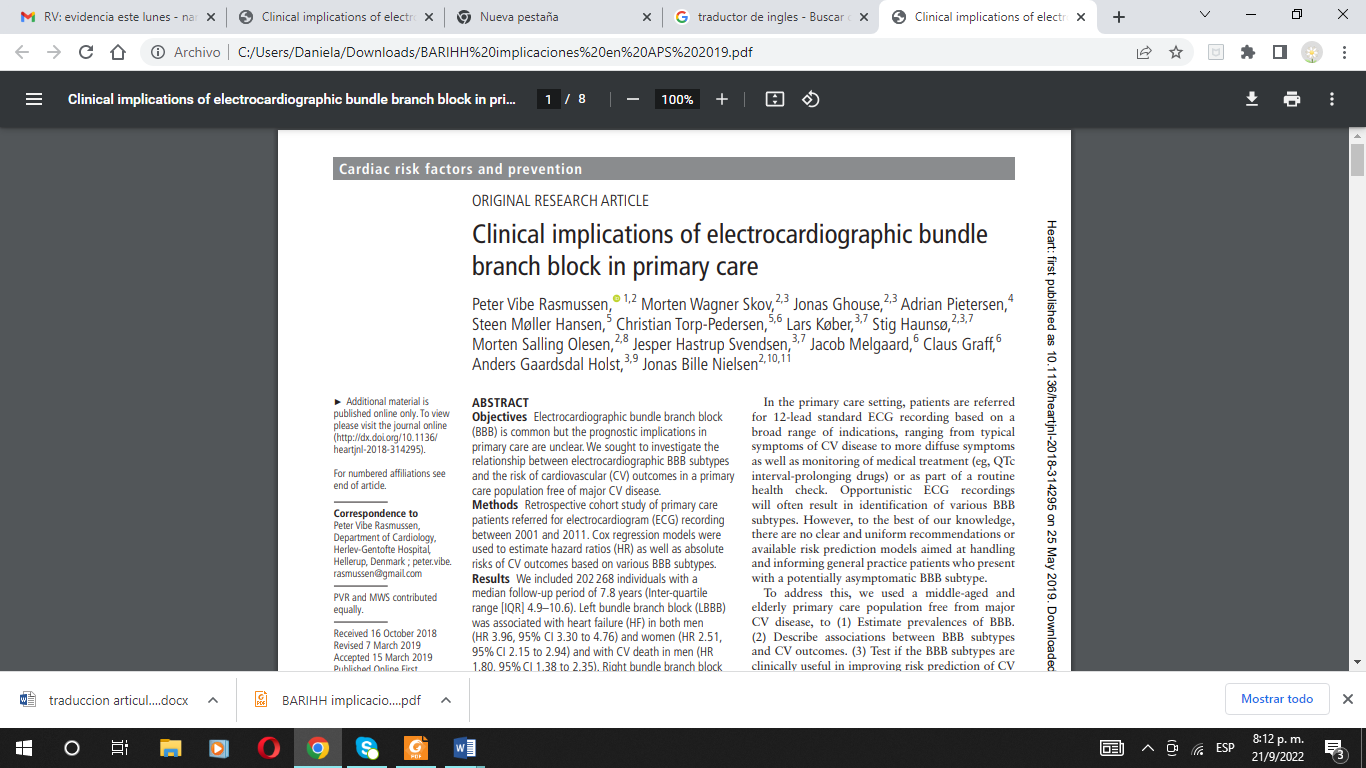 RV: evidencia este lunes - na
Clinical implications of electr
Nueva pestaña
traductor de ingles - Buscar
Clinical implications of electr
Archivo
C:/Users/Daniela/Downloads/BARIHH%20implicaciones%20en%20APS%202019.pdf
Clinical implications of electrocardiographic bundle branch block in pri...
1 / 8
100%
Cardiac risk factors and prevention
ORIGINAL RESEARCH ARTICLE
Clinical implications of electrocardiographic bundle
branch block in primary care
Peter Vibe Rasmussen, 1,2 Morten Wagner Skov,2,3 Jonas Ghouse,2,3 Adrian Pietersen,4
Steen Møller Hansen,5 Christian Torp-Pedersen,5,6 Lars Køber,3,7 Stig Haunsø,2,3,7
Morten Salling Olesen,2,8 Jesper Hastrup Svendsen,3,7 Jacob Melgaard,6 Claus Graff,6
Anders Gaardsdal Holst,3,9 Jonas Bille Nielsen2,10,11
► Additional material is
published online only. To view
please visit the journal online
(http://dx.doi.org/10.1136/
heartjnl-2018-314295).
For numbered affiliations see
end of article.
Correspondence to
Peter Vibe Rasmussen,
Department of Cardiology,
Herlev-Gentofte Hospital,
Hellerup, Denmark ; peter.vibe.
rasmussen@gmail.com
PVR and MWS contributed
equally.
Received 16 October 2018
Revised 7 March 2019
Accepted 15 March 2019
Published Online First
ABSTRACT
Objectives Electrocardiographic bundle branch block
(BBB) is common but the prognostic implications in
primary care are unclear. We sought to investigate the
relationship between electrocardiographic BBB subtypes
and the risk of cardiovascular (CV) outcomes in a primary
care population free of major CV disease.
Methods Retrospective cohort study of primary care
patients referred for electrocardiogram (ECG) recording
between 2001 and 2011. Cox regression models were
used to estimate hazard ratios (HR) as well as absolute
risks of CV outcomes based on various BBB subtypes.
Results We included 202 268 individuals with a
median follow-up period of 7.8 years (Inter-quartile
range [IQR] 4.9–10.6). Left bundle branch block (LBBB)
was associated with heart failure (HF) in both men
(HR 3.96, 95% CI 3.30 to 4.76) and women (HR 2.51,
95% CI 2.15 to 2.94) and with CV death in men (HR
1.80, 95% CI 1.38 to 2.35). Right bundle branch block
In the primary care setting, patients are referred
for 12-lead standard ECG recording based on a
broad range of indications, ranging from typical
symptoms of CV disease to more diffuse symptoms
as well as monitoring of medical treatment (eg, QTc
interval-prolonging drugs) or as part of a routine
health check. Opportunistic ECG recordings
will often result in identification of various BBB
subtypes. However, to the best of our knowledge,
there are no clear and uniform recommendations or
available risk prediction models aimed at handling
and informing general practice patients who present
with a potentially asymptomatic BBB subtype.
To address this, we used a middle-aged and
elderly primary care population free from major
CV disease, to (1) Estimate prevalences of BBB.
(2) Describe associations between BBB subtypes
and CV outcomes. (3) Test if the BBB subtypes are
clinically useful in improving risk prediction of CV
Heart: first published as 10.1136/heartjnl-2018-314295 on 25 May 2019. Downloaded
traduccion articul....docx
BARIHH implicacio....pdf
Mostrar todo
ESP
8:12 p. m.
21/9/2022
3